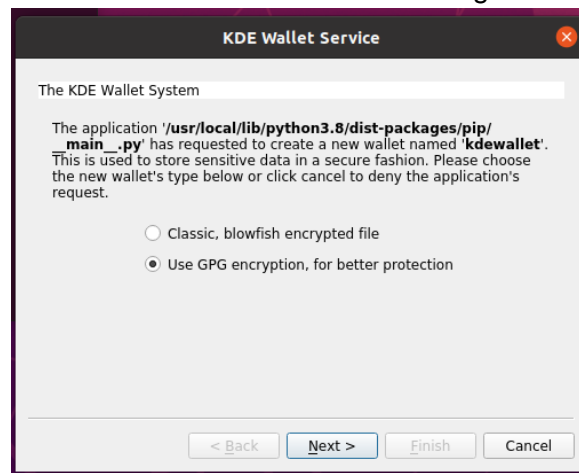 KDE Wallet Service
The KDE Wallet System
The application '/usr/local/lib/python3.8/dist-packages/pip/
__main__.py' has requested to create a new wallet named 'kdewallet'.
This is used to store sensitive data in a secure fashion. Please choose
the new wallet's type below or click cancel to deny the application's
request.
Classic, blowfish encrypted file
Use GPG encryption, for better protection
< Back Next > Finish Cancel